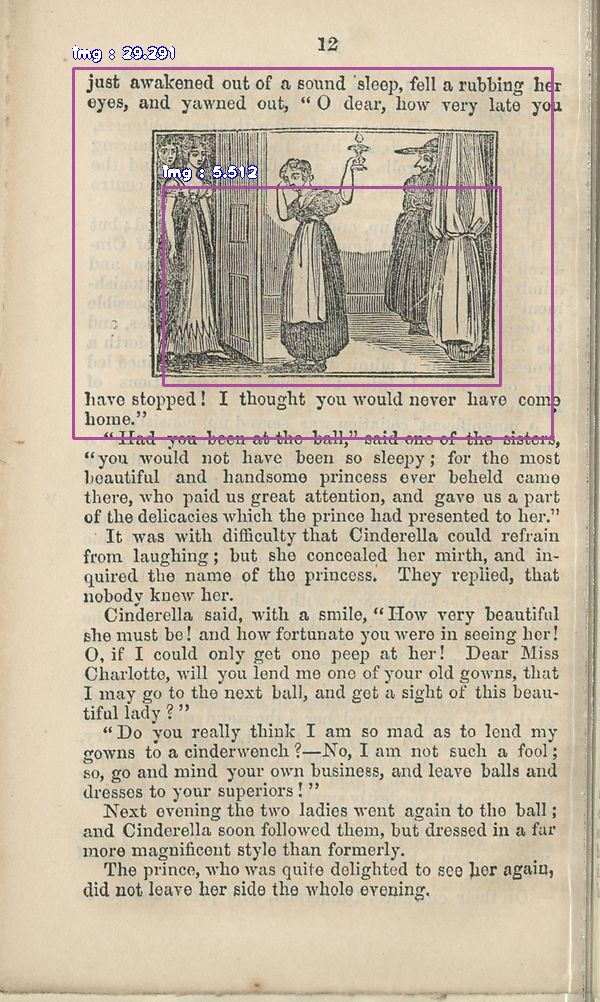 12
img : 29.291
just awakened out of a sound sleep, fell a rubbing her
eyes, and yawned out, "O dear, how very late you
img : 5.512
have stopped! I thought you would never have come
home."
"Had you been at the ball," said one of the sisters,
"you would not have been so sleepy; for the most
beautiful and handsome princess ever beheld came
there, who paid us great attention, and gave us a part
of the delicacies which the prince had presented to her."
It was with difficulty that Cinderella could refrain
from laughing; but she concealed her mirth, and in-
quired the name of the princess. They replied, that
nobody knew her.
Cinderella said, with a smile, "How very beautiful
she must be! and how fortunate you were in seeing her!
O, if I could only get one peep at her! Dear Miss
Charlotte, will you lend me one of your old gowns, that
I may go to the next ball, and get a sight of this beau-
tiful lady?"
"Do you really think I am so mad as to lend my
gowns to a cinderwench?—No, I am not such a fool;
so, go and mind your own business, and leave balls and
dresses to your superiors!"
Next evening the two ladies went again to the ball;
and Cinderella soon followed them, but dressed in a far
more magnificent style than formerly.
The prince, who was quite delighted to see her again,
did not leave her side the whole evening.